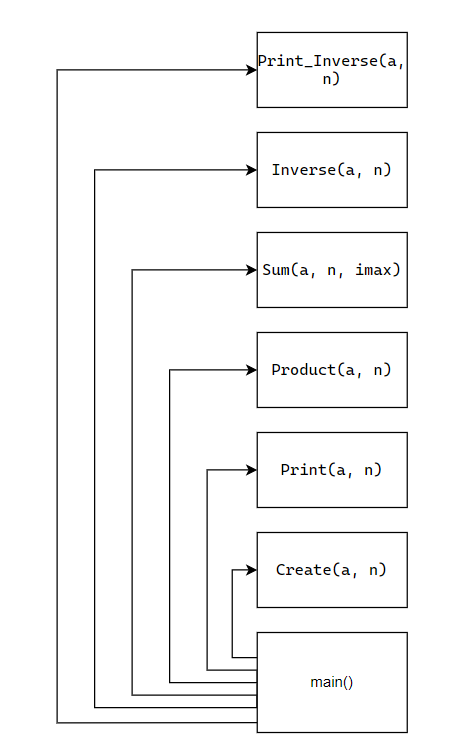 Print_Inverse(a,
n)
Inverse(a, n)
Sum(a, n, imax)
Product(a, n)
Print(a, n)
Create(a, n)
main()